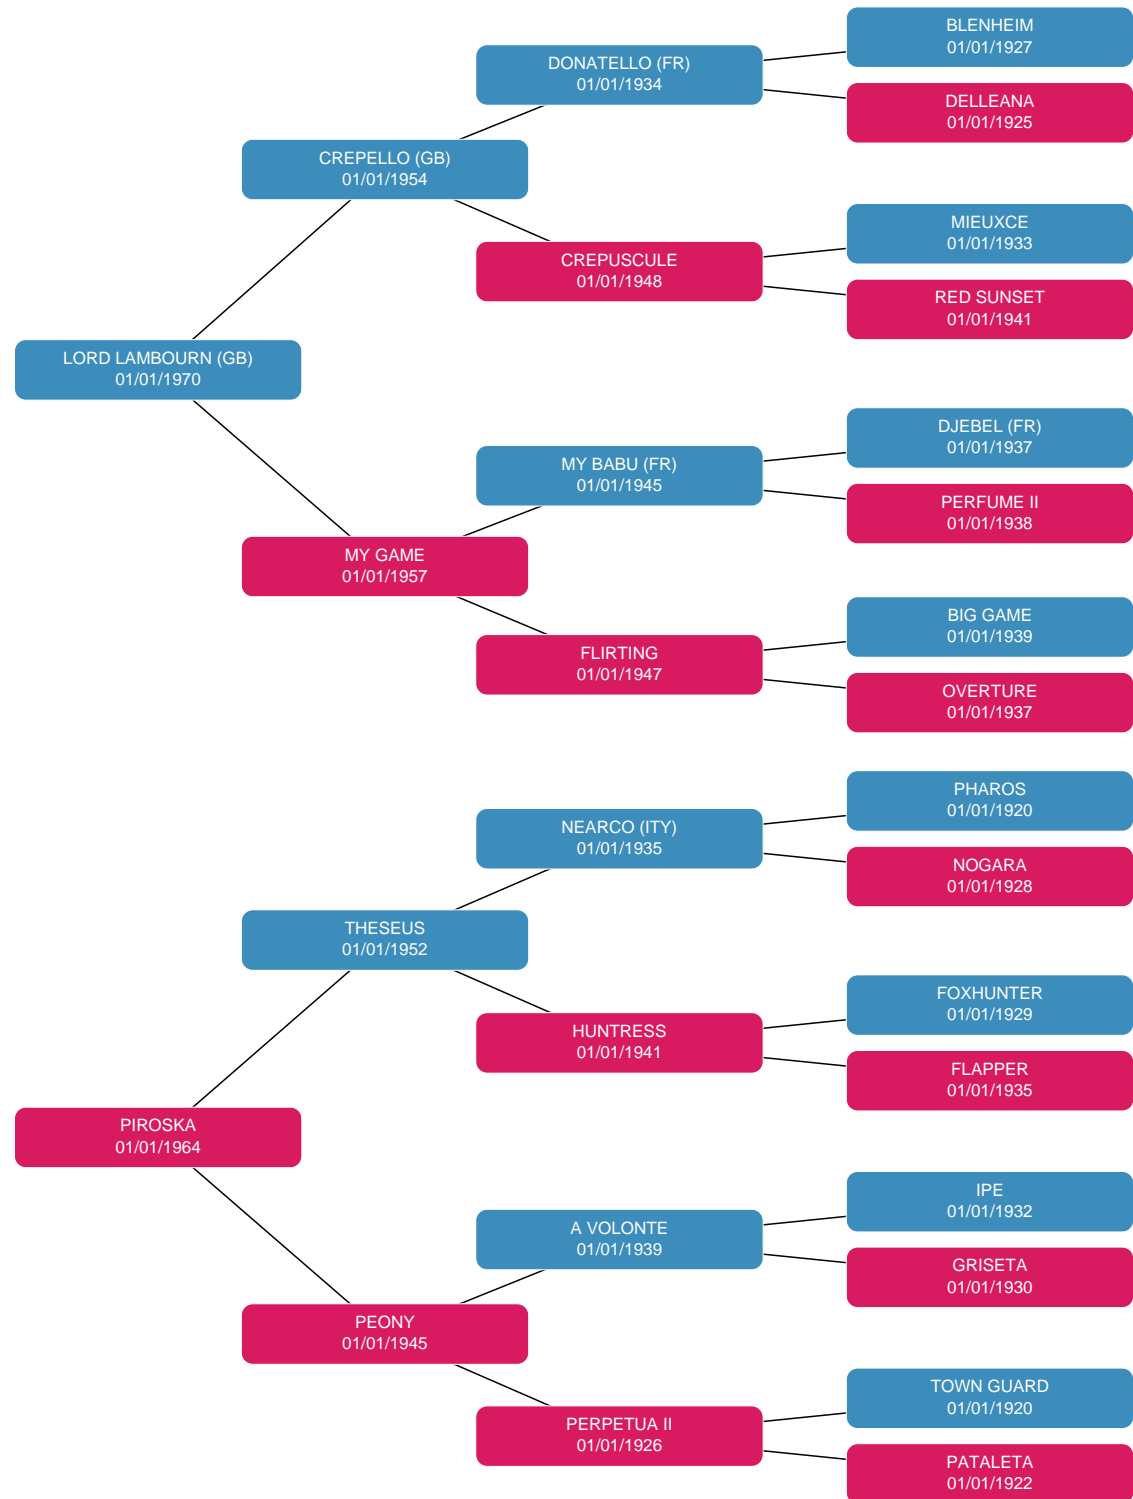 BLENHEIM
01/01/1927
DONATELLO (FR)
01/01/1934
DELLEANA
01/01/1925
CREPELLO (GB)
01/01/1954
MIEUXCE
01/01/1933
CREPUSCULE
01/01/1948
RED SUNSET
01/01/1941
LORD LAMBOURN (GB)
01/01/1970
DJEBEL (FR)
01/01/1937
MY BABU (FR)
01/01/1945
PERFUME II
01/01/1938
MY GAME
01/01/1957
BIG GAME
01/01/1939
FLIRTING
01/01/1947
OVERTURE
01/01/1937
PHAROS
01/01/1920
NEARCO (ITY)
01/01/1935
NOGARA
01/01/1928
THESEUS
01/01/1952
FOXHUNTER
01/01/1929
HUNTRESS
01/01/1941
FLAPPER
01/01/1935
PIROSKA
01/01/1964
IPE
01/01/1932
A VOLONTE
01/01/1939
GRISETA
01/01/1930
PEONY
01/01/1945
TOWN GUARD
01/01/1920
PERPETUA II
01/01/1926
PATALETA
01/01/1922